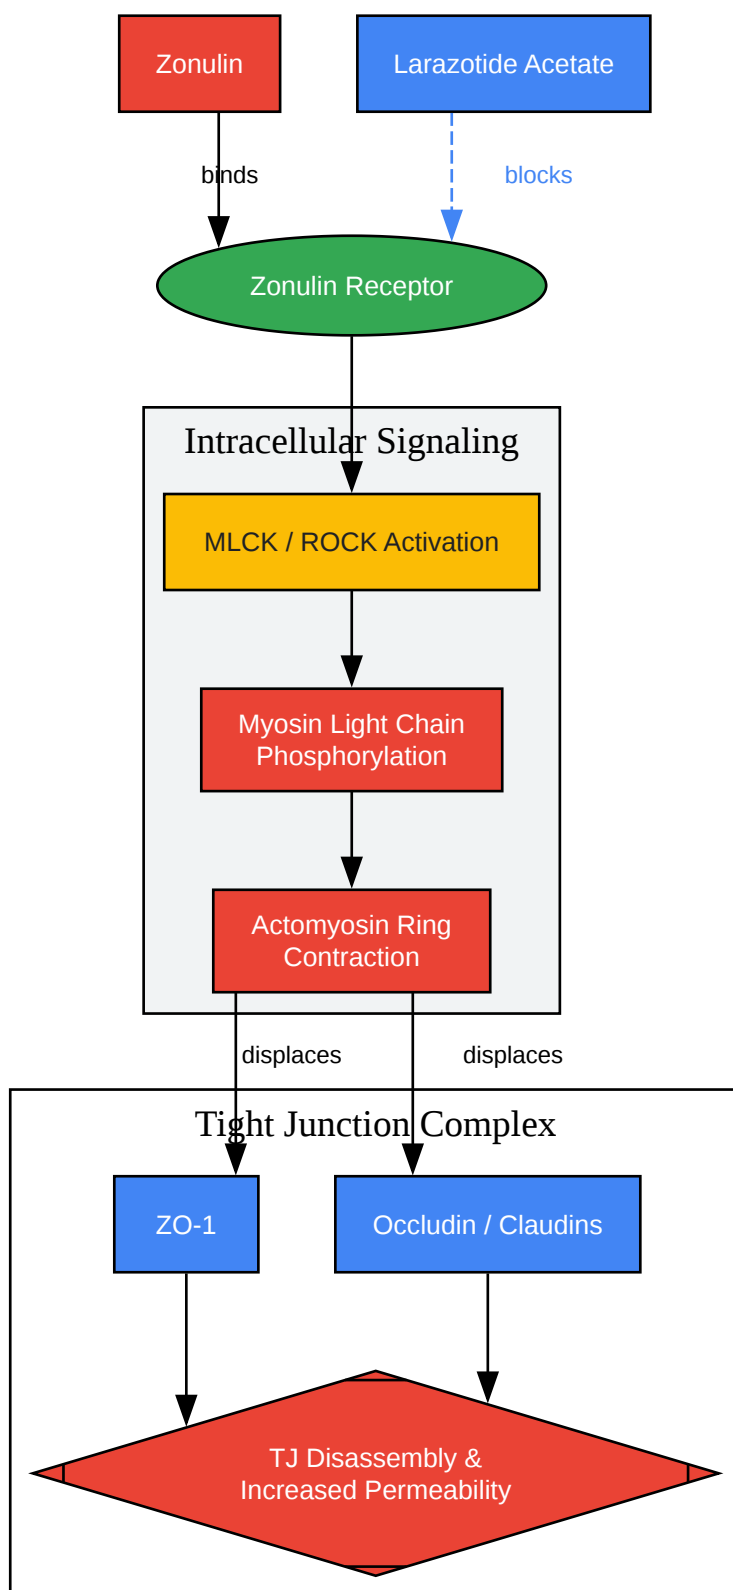 Zonulin
Larazotide Acetate
binds
blocks
Zonulin Receptor
Intracellular Signaling
MLCK / ROCK Activation
Myosin Light Chain
Phosphorylation
Actomyosin Ring
Contraction
displaces
displaces
Tight Junction Complex
ZO-1
Occludin / Claudins
TJ Disassembly &
Increased Permeability